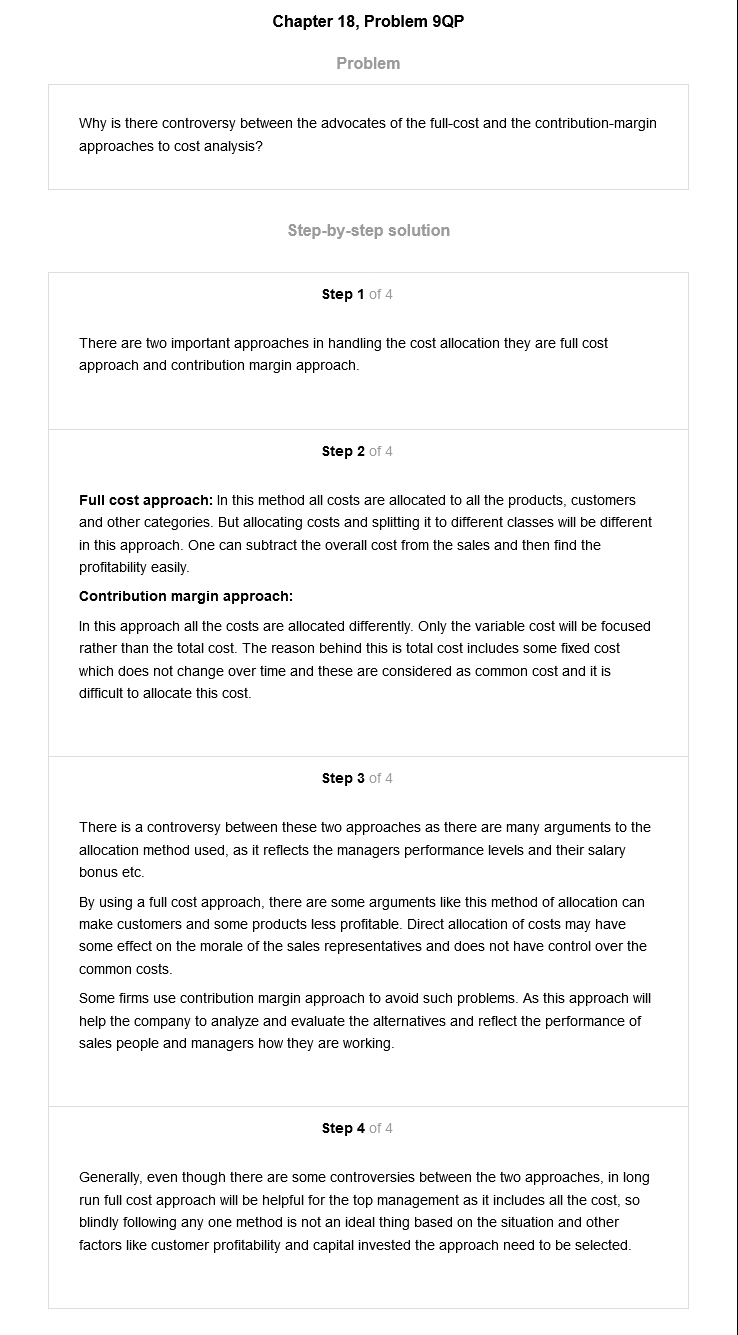 Chapter 18, Problem 9QP
Problem
Why is there controversy between the advocates of the full-cost and the contribution-margin
approaches to cost analysis?
Step-by-step solution
Step 1 of 4
There are two important approaches in handling the cost allocation they are full cost
approach and contribution margin approach.
Step 2 of 4
Full cost approach: In this method all costs are allocated to all the products, customers
and other categories. But allocating costs and splitting it to different classes will be different
in this approach. One can subtract the overall cost from the sales and then find the
profitability easily.
Contribution margin approach:
In this approach all the costs are allocated differently. Only the variable cost will be focused
rather than the total cost. The reason behind this is total cost includes some fixed cost
which does not change over time and these are considered as common cost and it is
difficult to allocate this cost.
Step 3 of 4
There is a controversy between these two approaches as there are many arguments to the
allocation method used, as it reflects the managers performance levels and their salary
bonus etc.
By using a full cost approach, there are some arguments like this method of allocation can
make customers and some products less profitable. Direct allocation of costs may have
some effect on the morale of the sales representatives and does not have control over the
common costs.
Some firms use contribution margin approach to avoid such problems. As this approach will
help the company to analyze and evaluate the alternatives and reflect the performance of
sales people and managers how they are working.
Step 4 of 4
Generally, even though there are some controversies between the two approaches, in long
run full cost approach will be helpful for the top management as it includes all the cost, so
blindly following any one method is not an ideal thing based on the situation and other
factors like customer profitability and capital invested the approach need to be selected.